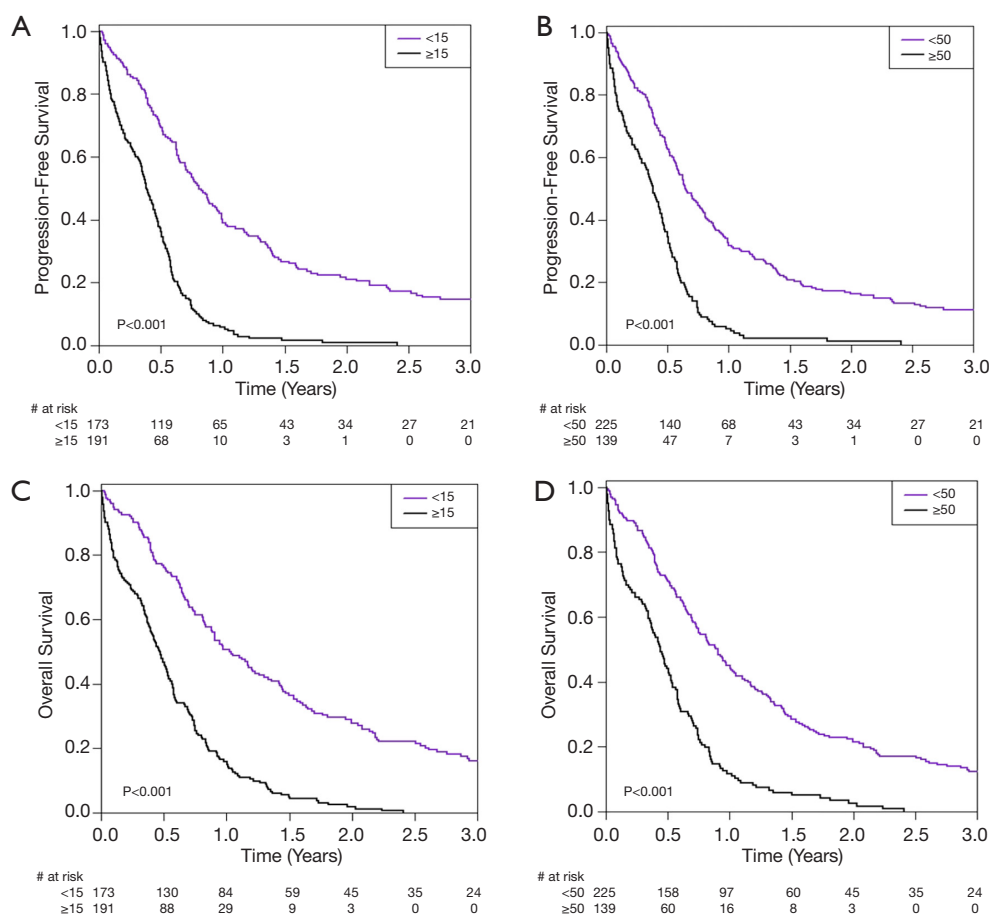 A
<15
≥15
Progression-Free Survival
1.0
0.8
0.6
0.4
0.2
0.0
P<0.001
0.0 0.5 1.0 1.5 2.0 2.5 3.0
Time (Years)
# at risk
<15 173 119 65 43 34 27 21
≥15 191 68 10 3 1 0 0
B
<50
≥50
Progression-Free Survival
1.0
0.8
0.6
0.4
0.2
0.0
P<0.001
0.0 0.5 1.0 1.5 2.0 2.5 3.0
Time (Years)
# at risk
<50 225 140 68 43 34 27 21
≥50 139 47 7 3 1 0 0
C
<15
≥15
Overall Survival
1.0
0.8
0.6
0.4
0.2
0.0
P<0.001
0.0 0.5 1.0 1.5 2.0 2.5 3.0
Time (Years)
# at risk
<15 173 130 84 59 45 35 24
≥15 191 88 29 9 3 0 0
D
<50
≥50
Overall Survival
1.0
0.8
0.6
0.4
0.2
0.0
P<0.001
0.0 0.5 1.0 1.5 2.0 2.5 3.0
Time (Years)
# at risk
<50 225 158 97 60 45 35 24
≥50 139 60 16 8 3 0 0